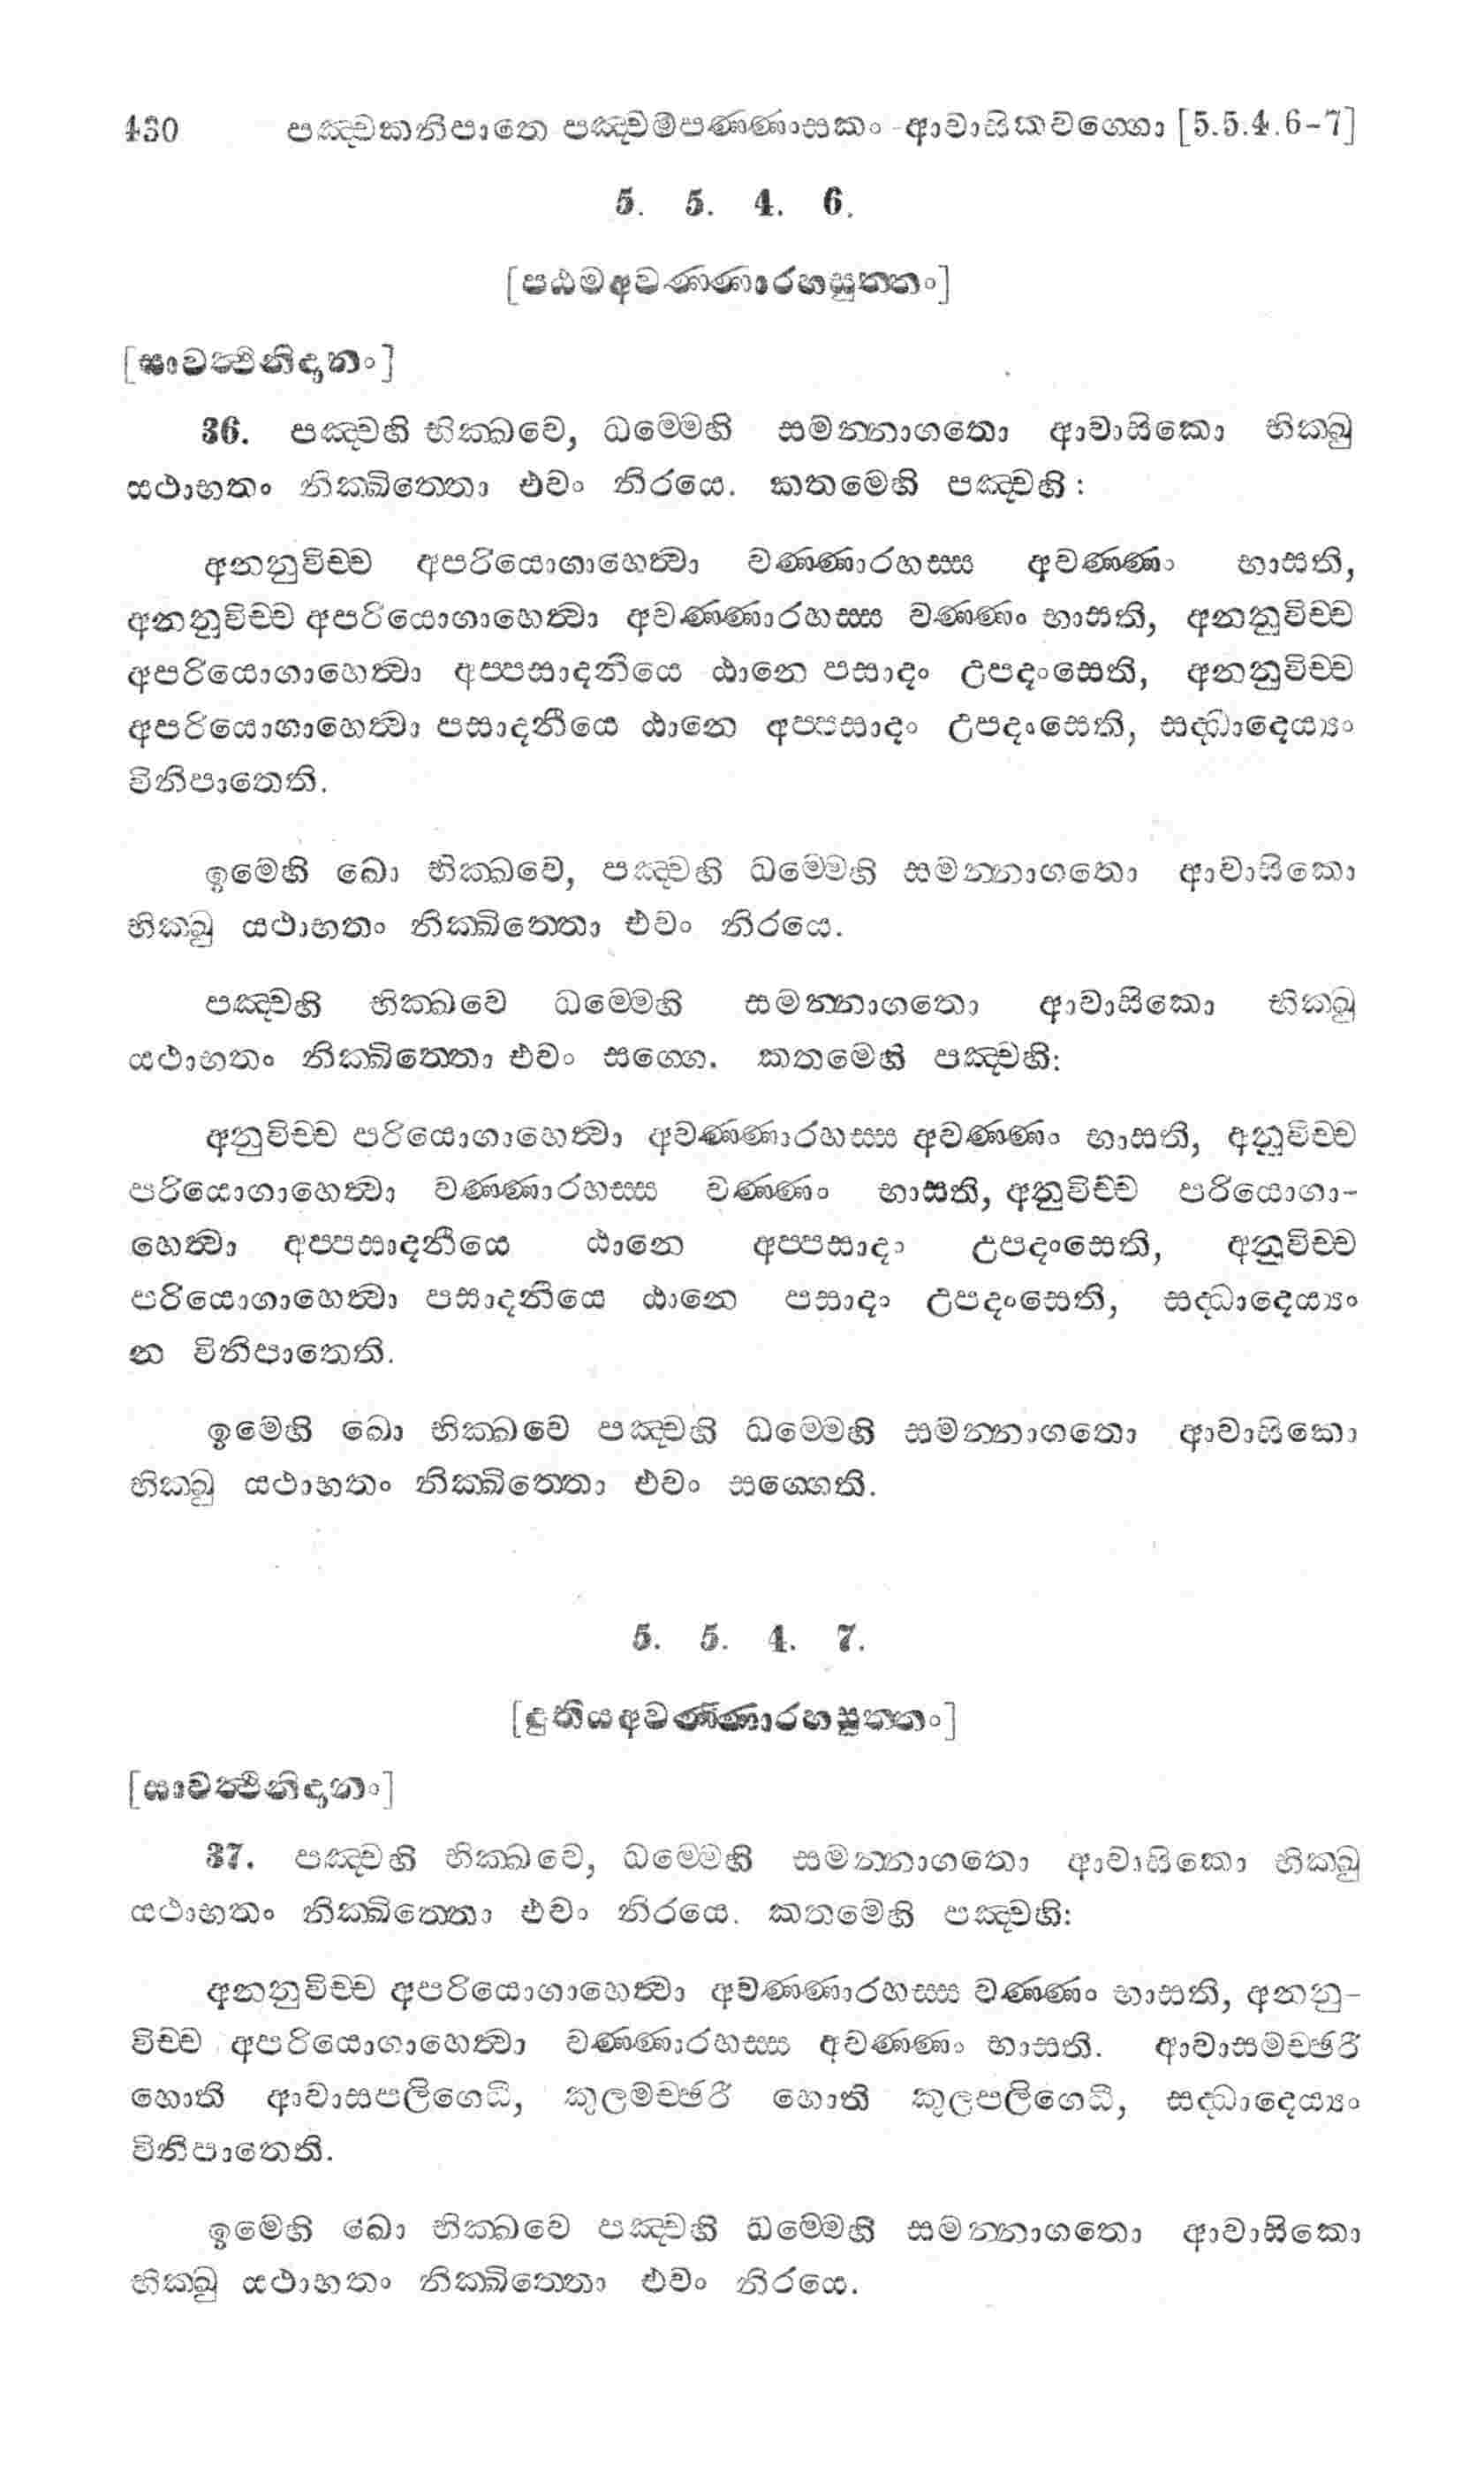 430 පඤ්චකනිපාතෙ පඤ්චමපණ්ණාසකං -ආවාසිකවග්ගො [5.5.4.6-7]
5. 5. 4. 6.
[පඨමඅවණ්ණාරහසුත්තං]
[සාවත්ථිනිදානං]
36. පඤ්චහි භික්ඛවෙ, ධම්මෙහි සමන්නාගතො ආවාසිකො භික්ඛු
යථාභතං නික්ඛිත්තො එවං නිරයෙ. කතමෙහි පඤ්චහි:
අනනුවිච්ච අපරියොගාහෙත්වා වණ්ණාරහස්ස අවණ්ණං භාසති,
අනනුවිච්ච අපරියොගාහෙත්වා අවණ්ණාරහස්ස වණ්ණං භාසති, අනනුවිච්ච
අපරියොගාහෙත්වා අප්පසාදනීයෙ ඨානෙ පසාදං උපදංසෙති, අනනුවිච්ච
අපරියොගාහෙත්වා පසාදනීයෙ ඨානෙ අප්පසාදං උපදංසෙති, සද්ධාදෙය්‍යං
විනිපාතෙති.
ඉමෙහි ඛො භික්ඛවෙ, පඤ්චහි ධම්මෙහි සමන්නාගතො ආවාසිකො
භික්ඛු යථාභතං නික්ඛිත්තො එවං නිරයෙ.
පඤ්චහි භික්ඛවෙ ධම්මෙහි සමන්නාගතො ආවාසිකො භික්ඛු
යථාභතං නික්ඛිත්තො එවං සග්ගෙ. කතමෙහි පඤ්චහි:
අනුවිච්ච පරියොගාහෙත්වා අවණ්ණාරහස්ස අවණ්ණං භාසති, අනුවිච්ච
පරියොගාහෙත්වා වණ්ණාරහස්ස වණ්ණං භාසති, අනුවිච්ච පරියොගා-
හෙත්වා අප්පසාදනීයෙ ඨානෙ අප්පසාදං උපදංසෙති, අනුවිච්ච
පරියොගාහෙත්වා පසාදනීයෙ ඨානෙ පසාදං උපදංසෙති, සද්ධාදෙය්‍යං
න විනිපාතෙති.
ඉමෙහි ඛො භික්ඛවෙ පඤ්චහි ධම්මෙහි සමන්නාගතො ආවාසිකො
භික්ඛු යථාභතං නික්ඛිත්තො එවං සග්ගෙති.
5. 5. 4. 7.
[දුතියඅවණ්ණාරහසුත්තං]
[සාවත්ථිනිදානං]
37. පඤ්චහි භික්ඛවෙ, ධම්මෙහි සමන්නාගතො ආවාසිකො භික්ඛු
යථාභතං නික්ඛිත්තො එවං නිරයෙ. කතමෙහි පඤ්චහි:
අනනුවිච්ච අපරියොගාහෙත්වා අවණ්ණාරහස්ස වණ්ණං භාසති, අනනු-
විච්ච අපරියොගාහෙත්වා වණ්ණාරහස්ස අවණ්ණං භාසති. ආවාසමච්ඡරී
හොති ආවාසපලිගෙධී, කුලමච්ඡරී හොති කුලපලිගෙධී, සද්ධාදෙය්‍යං
විනිපාතෙති.
ඉමෙහි ඛො භික්ඛවෙ පඤ්චහි ධම්මෙහි සමන්නාගතො ආවාසිකො
භික්ඛු යථාභතං නික්ඛිත්තො එවං නිරයෙ.